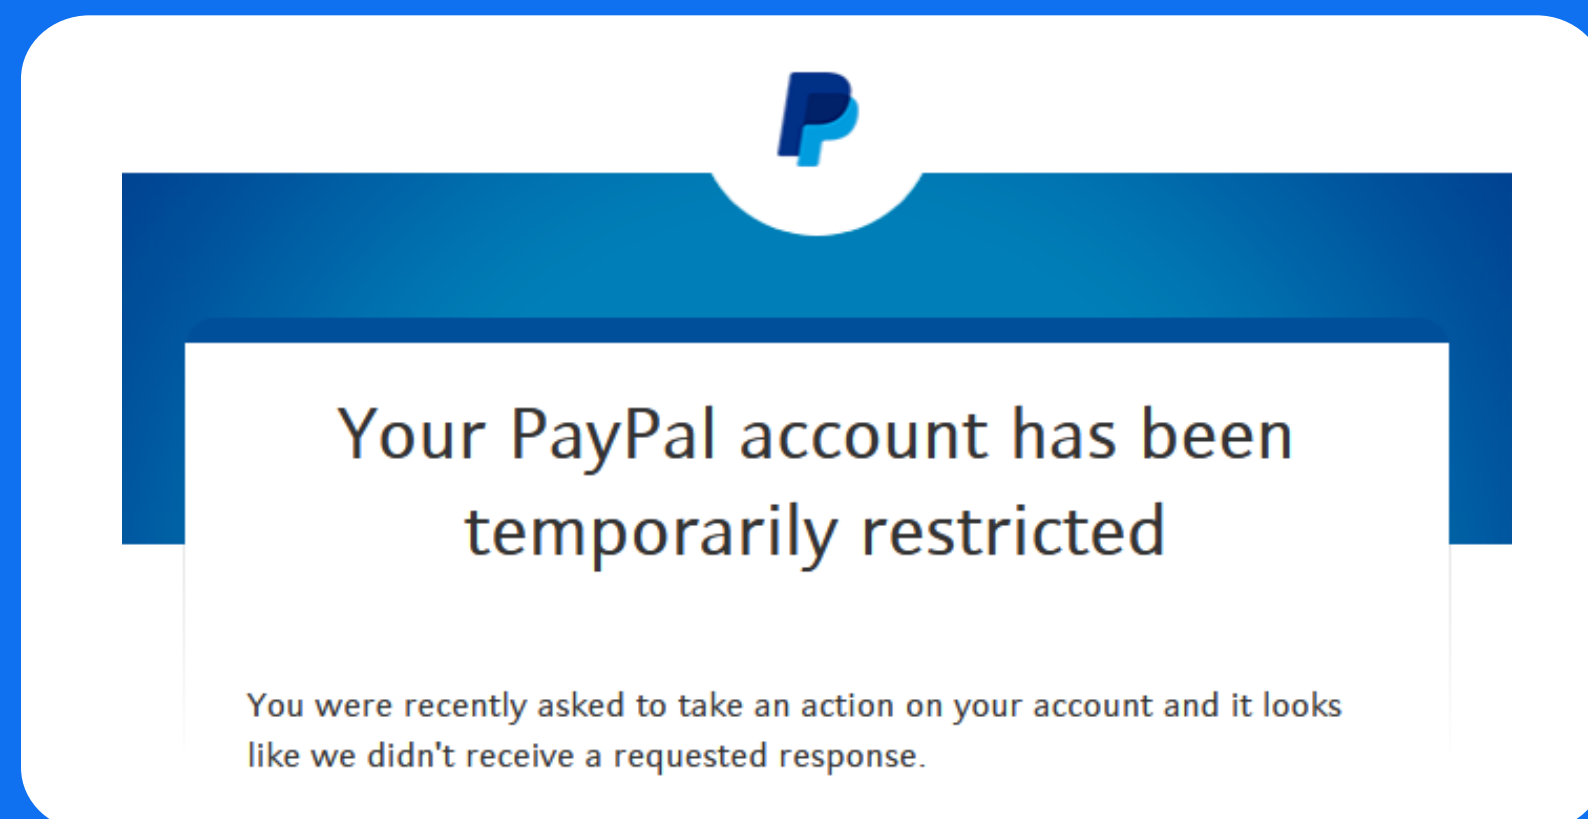 Your PayPal account has been
temporarily restricted
You were recently asked to take an action on your account and it looks
like we didn't receive a requested response.